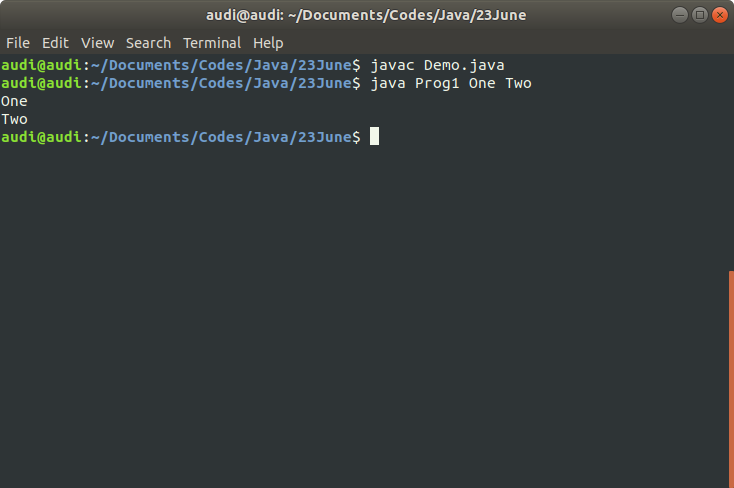 audi@audi: ~/Documents/Codes/Java/23June
File Edit View Search Terminal Help
audi@audi:~/Documents/Codes/Java/23June$ javac Demo.java
audi@audi:~/Documents/Codes/Java/23June$ java Prog1 One Two
One
Two
audi@audi:~/Documents/Codes/Java/23June$